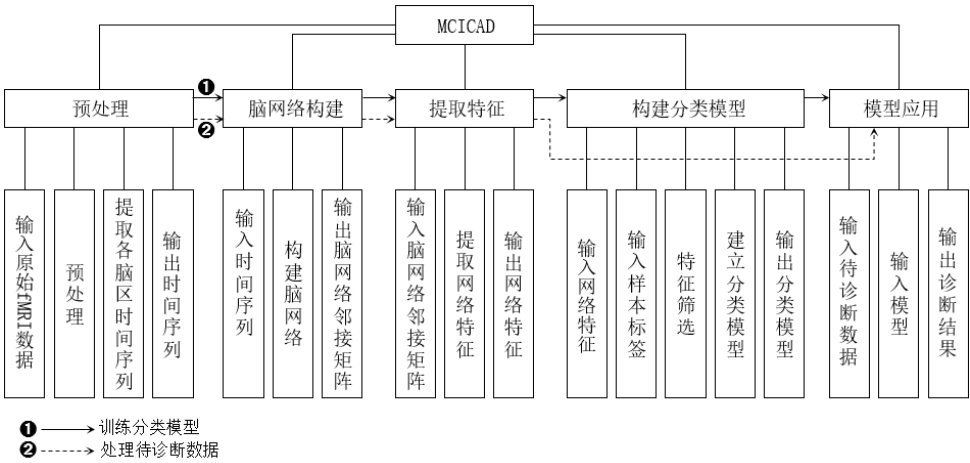 MCICAD
❶
预处理
脑网络构建
提取特征
构建分类模型
模型应用
❷
输入原始fMRI数据
预处理
提取各脑区时间序列
输出时间序列
输入时间序列
构建脑网络
输出脑网络邻接矩阵
输入脑网络邻接矩阵
提取网络特征
输出网络特征
输入网络特征
输入样本标签
特征筛选
建立分类模型
输出分类模型
输入待诊断数据
输入模型
输出诊断结果
❶ 训练分类模型
❷ 处理待诊断数据